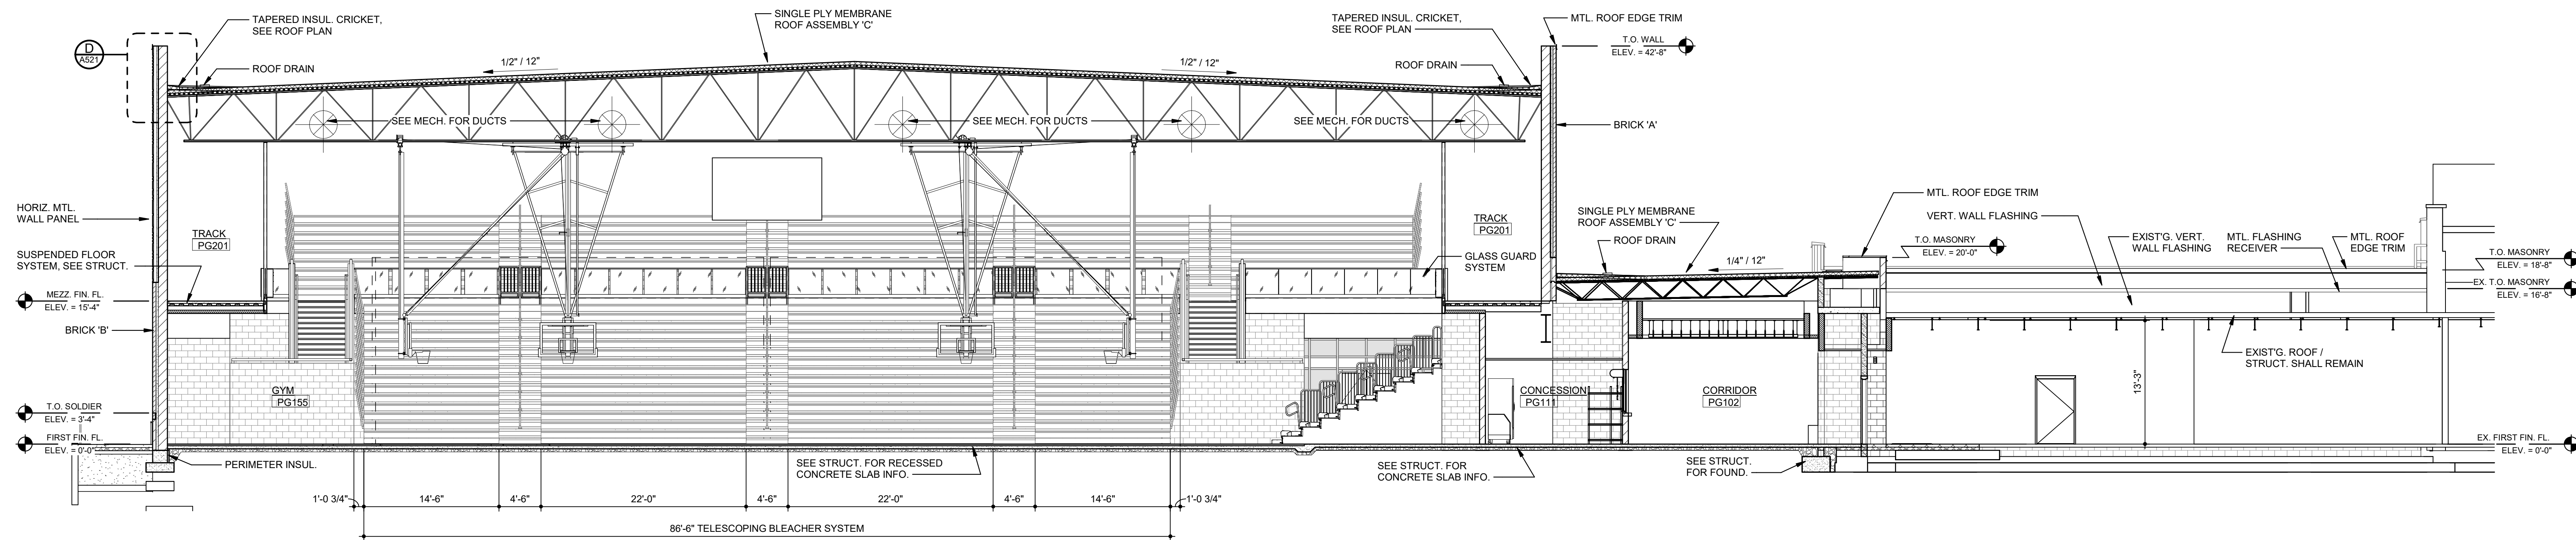 D
A521
TAPERED INSUL. CRICKET,
SEE ROOF PLAN
ROOF DRAIN
1/2" / 12"
SINGLE PLY MEMBRANE
ROOF ASSEMBLY 'C'
1/2" / 12"
TAPERED INSUL. CRICKET,
SEE ROOF PLAN
ROOF DRAIN
MTL. ROOF EDGE TRIM
T.O. WALL
ELEV. = 42'-8"
SEE MECH. FOR DUCTS
SEE MECH. FOR DUCTS
SEE MECH. FOR DUCTS
BRICK 'A'
HORIZ. MTL.
WALL PANEL
TRACK
PG201
SUSPENDED FLOOR
SYSTEM, SEE STRUCT.
MEZZ. FIN. FL.
ELEV. = 15'-4"
BRICK 'B'
T.O. SOLDIER
ELEV. = 3'-4"
FIRST FIN. FL.
ELEV. = 0'-0"
GYM
PG155
PERIMETER INSUL.
TRACK
PG201
GLASS GUARD
SYSTEM
SINGLE PLY MEMBRANE
ROOF ASSEMBLY 'C'
ROOF DRAIN
1/4" / 12"
MTL. ROOF EDGE TRIM
VERT. WALL FLASHING
T.O. MASONRY
ELEV. = 20'-0"
EXIST'G. VERT.
WALL FLASHING
MTL. FLASHING
RECEIVER
MTL. ROOF
EDGE TRIM
T.O. MASONRY
ELEV. = 18'-8"
EX. T.O. MASONRY
ELEV. = 16'-8"
EXIST'G. ROOF /
STRUCT. SHALL REMAIN
13'-3"
CONCESSION
PG111
CORRIDOR
PG102
EX. FIRST FIN. FL.
ELEV. = 0'-0"
SEE STRUCT. FOR RECESSED
CONCRETE SLAB INFO.
SEE STRUCT. FOR
CONCRETE SLAB INFO.
SEE STRUCT.
FOR FOUND.
1'-0 3/4"
14'-6"
4'-6"
22'-0"
4'-6"
22'-0"
4'-6"
14'-6"
1'-0 3/4"
86'-6" TELESCOPING BLEACHER SYSTEM